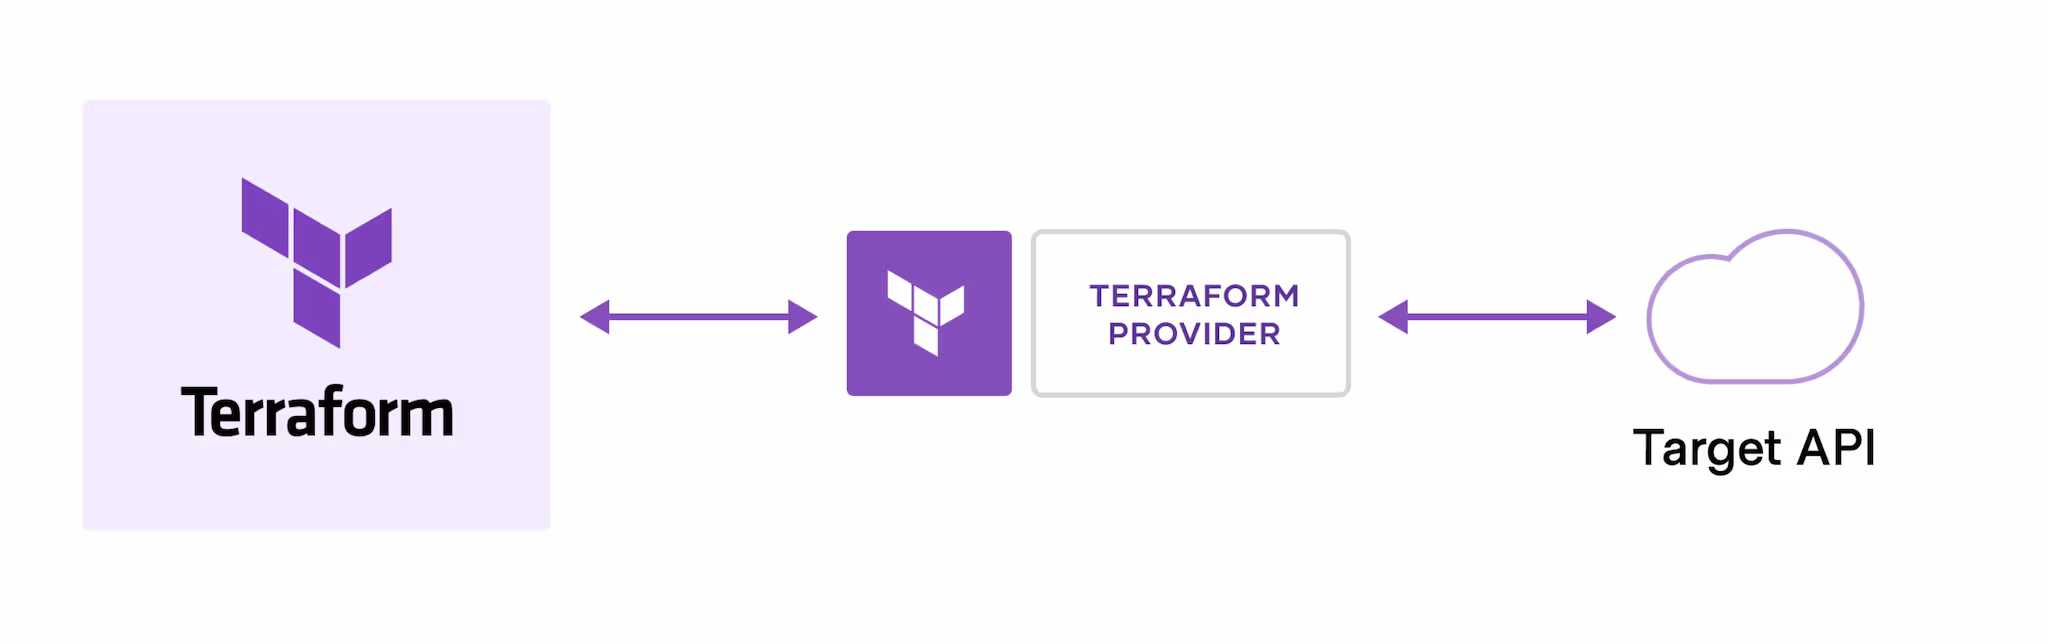 Terraform
TERRAFORM
PROVIDER
Target API